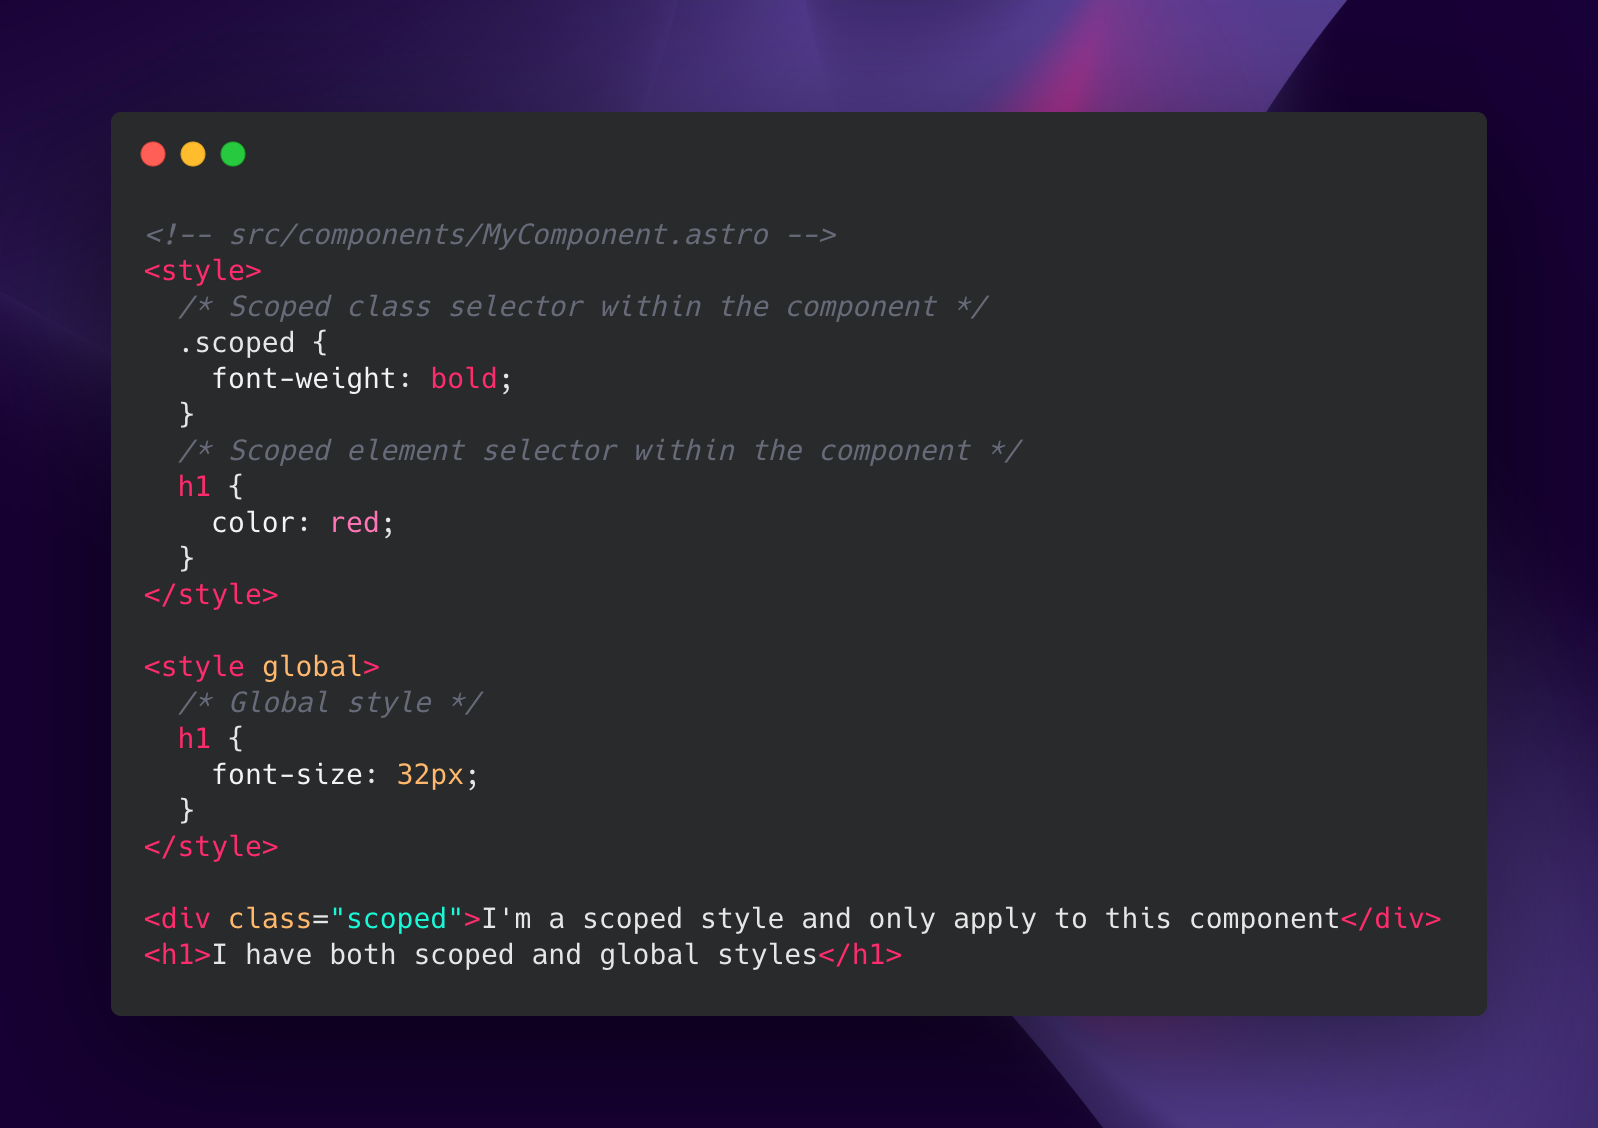 <!-- src/components/MyComponent.astro -->
<style>
  /* Scoped class selector within the component */
  .scoped {
    font-weight: bold;
  }
  /* Scoped element selector within the component */
  h1 {
    color: red;
  }
</style>

<style global>
  /* Global style */
  h1 {
    font-size: 32px;
  }
</style>

<div class="scoped">I'm a scoped style and only apply to this component</div>
<h1>I have both scoped and global styles</h1>